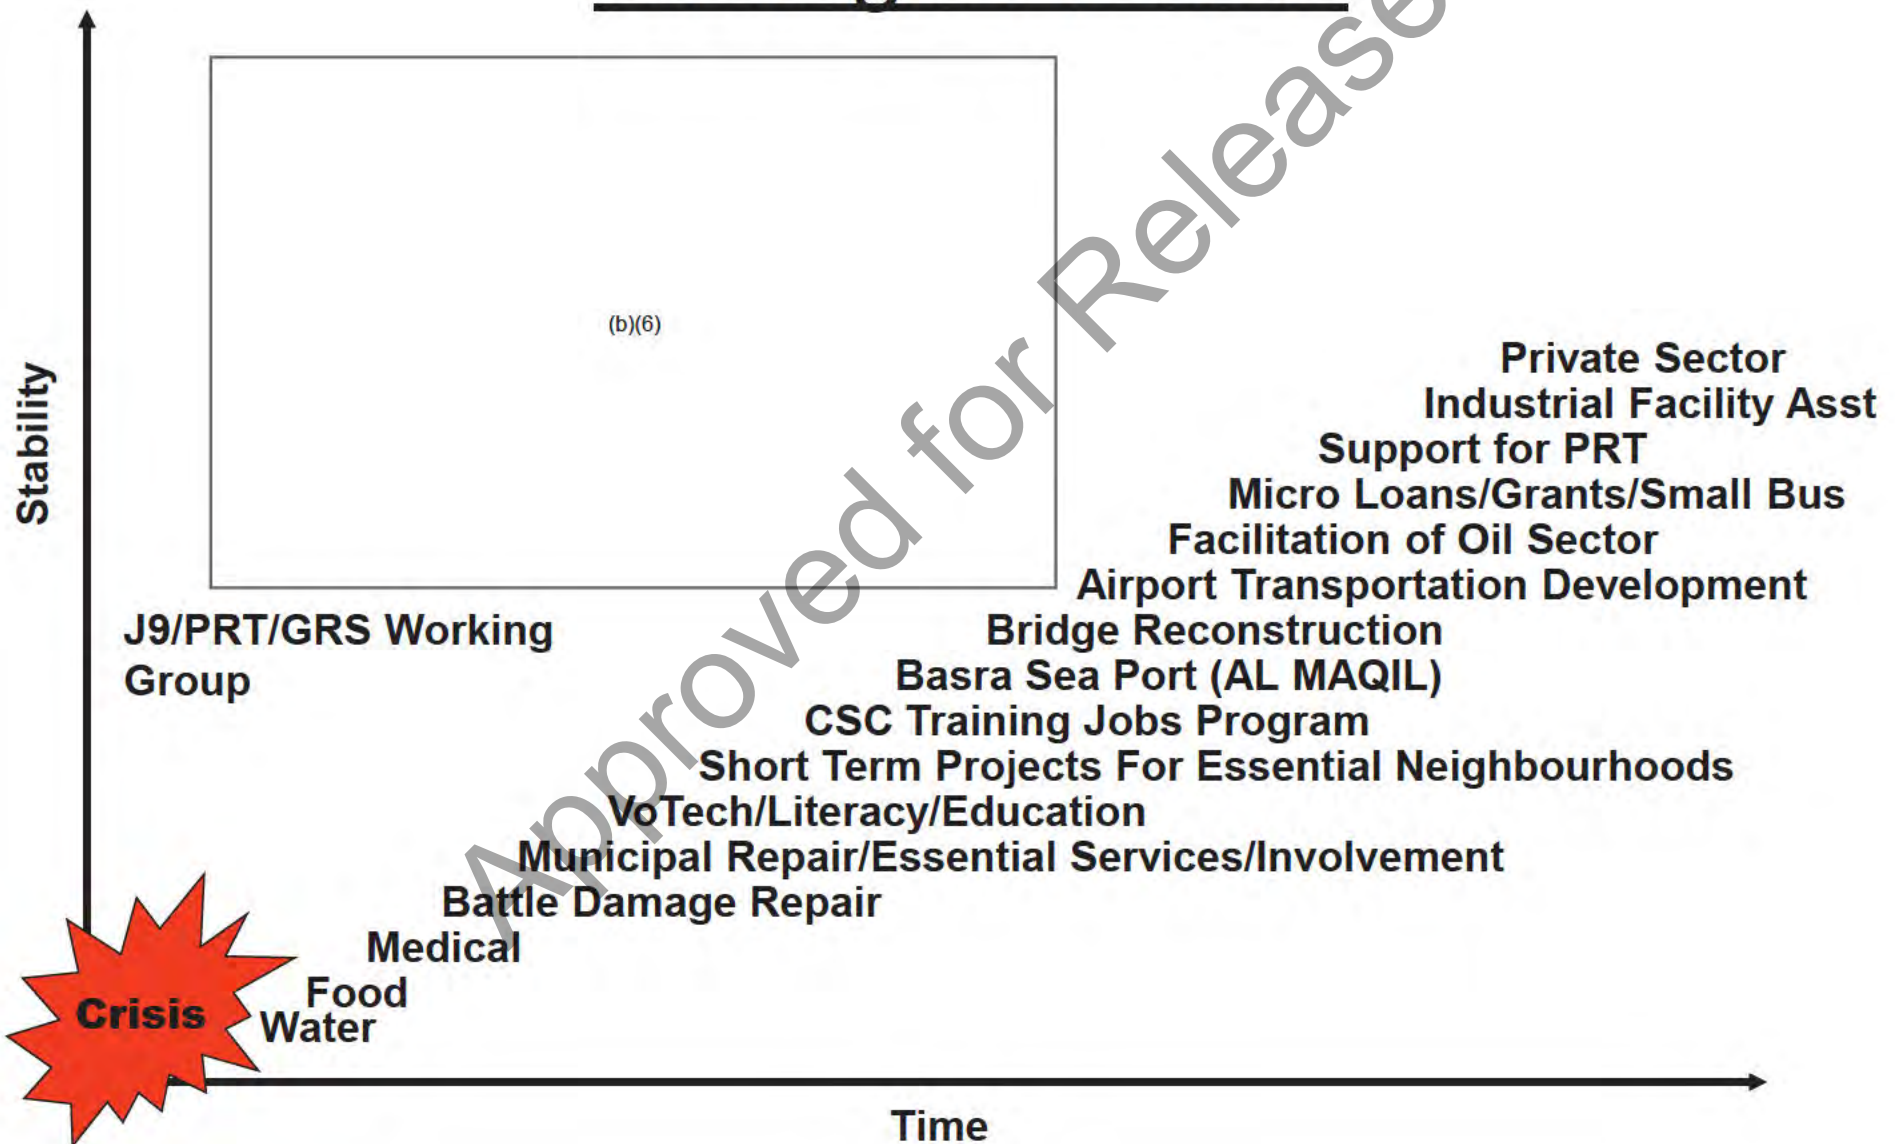 Approved for Release
(b)(6)
Stability
Private Sector
Industrial Facility Asst
Support for PRT
Micro Loans/Grants/Small Bus
Facilitation of Oil Sector
Airport Transportation Development
J9/PRT/GRS Working
Group
Bridge Reconstruction
Basra Sea Port (AL MAQIL)
CSC Training Jobs Program
Short Term Projects For Essential Neighbourhoods
VoTech/Literacy/Education
Municipal Repair/Essential Services/Involvement
Battle Damage Repair
Medical
Food
Water
Crisis
Time